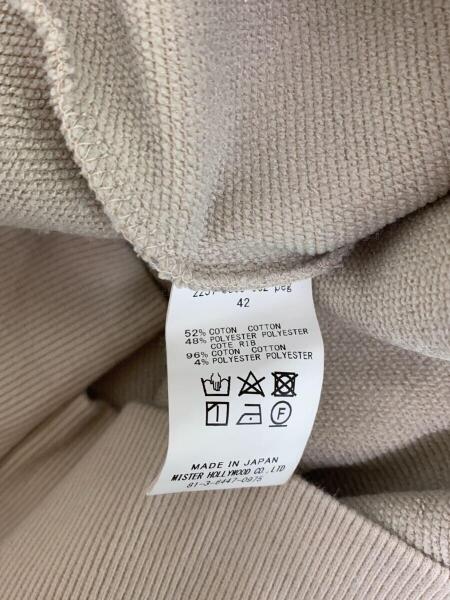 42
52% COTON COTTON
48% POLYESTER POLYESTER
COTE RIB
96% COTON COTTON
4% POLYESTER POLYESTER
MADE IN JAPAN
MISTER HOLLYWOOD CO., LTD
81-3-6447-0975